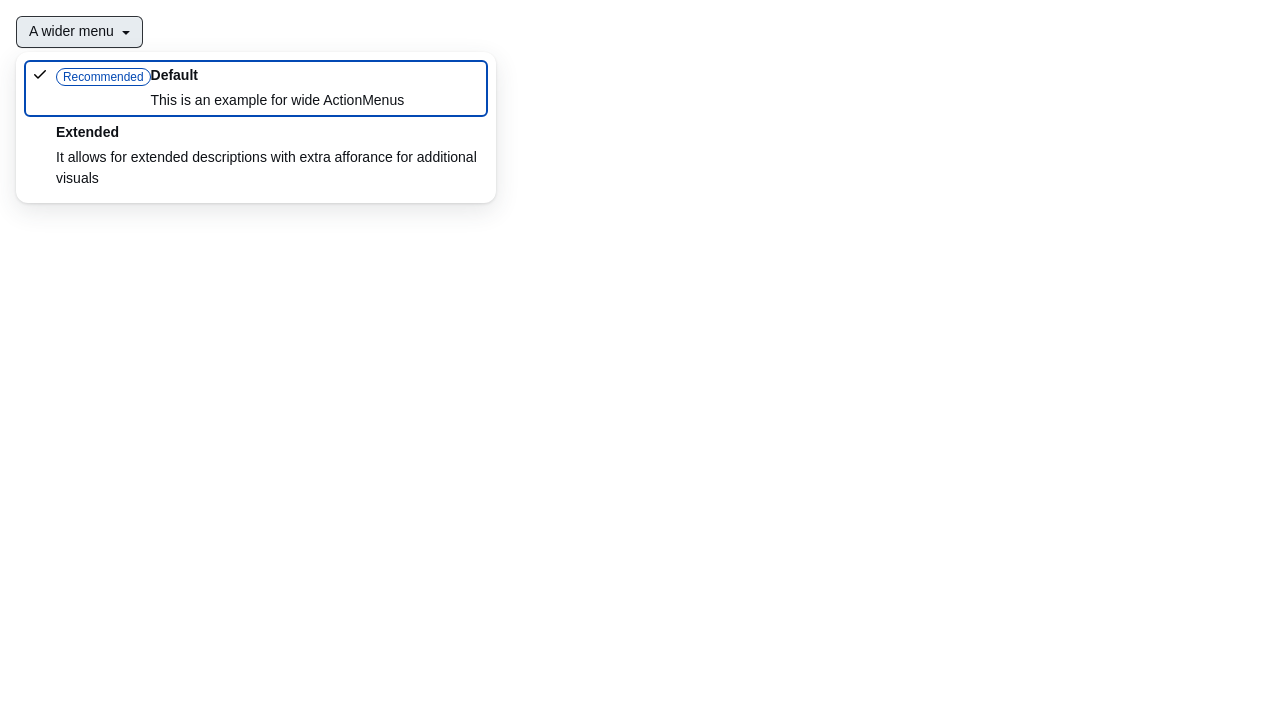 A wider menu
Recommended Default
This is an example for wide ActionMenus
Extended
It allows for extended descriptions with extra afforance for additional
visuals